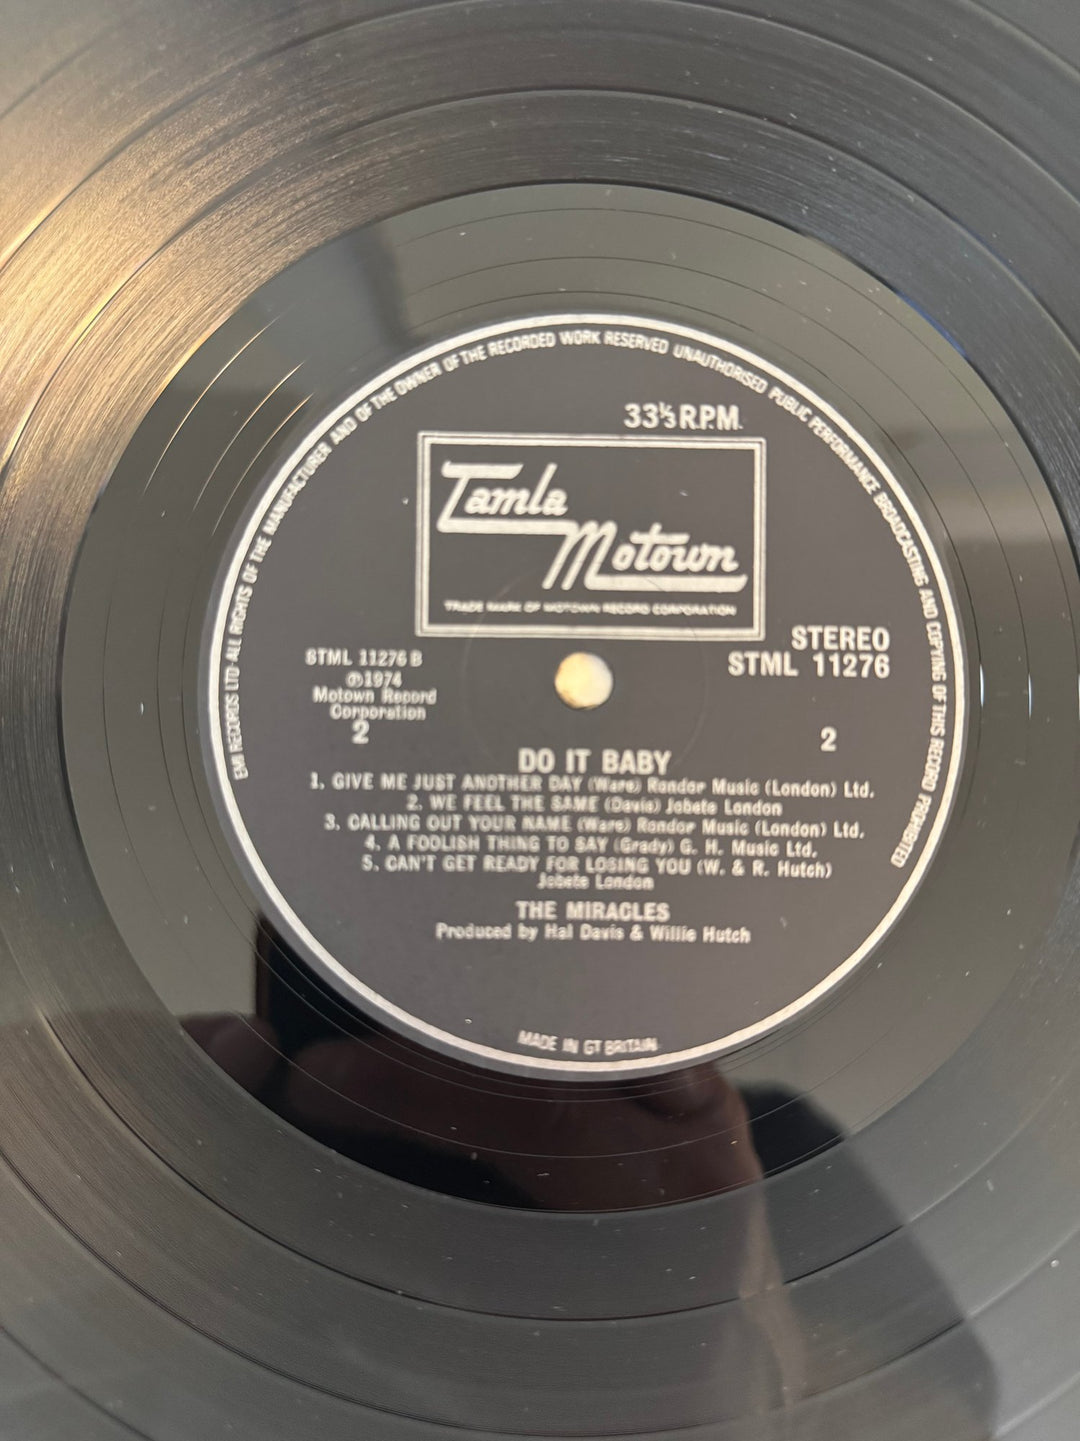 EMI RECORDS LTD·ALL RIGHTS OF THE MANUFACTURER AND OF THE OWNER OF THE RECORDED WORK RESERVED UNAUTHORISED PUBLIC PERFORMANCE BROADCASTING AND COPYING OF THIS RECORD PROHIBITED
33⅓ R.P.M.
Tamla
Motown
TRADE MARK OF MOTOWN RECORD CORPORATION
STEREO
STML 11276
STML 11276 B
℗1974
Motown Record
Corporation
2
2
DO IT BABY
1. GIVE ME JUST ANOTHER DAY (Ware) Rondor Music (London) Ltd.
2. WE FEEL THE SAME (Davis) Jobete London
3. CALLING OUT YOUR NAME (Ware) Rondor Music (London) Ltd.
4. A FOOLISH THING TO SAY (Grady) G. H. Music Ltd.
5. CAN'T GET READY FOR LOSING YOU (W. & R. Hutch)
Jobete London
THE MIRACLES
Produced by Hal Davis & Willie Hutch
MADE IN GT BRITAIN